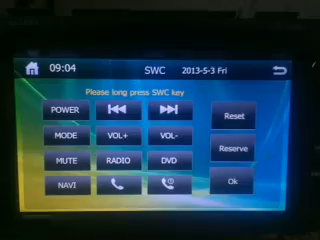 09:04 SWC 2013-5-3 Fri
Please long press SWC key
POWER
Reset
MODE VOL+ VOL-
Reserve
MUTE RADIO DVD
NAVI Ok